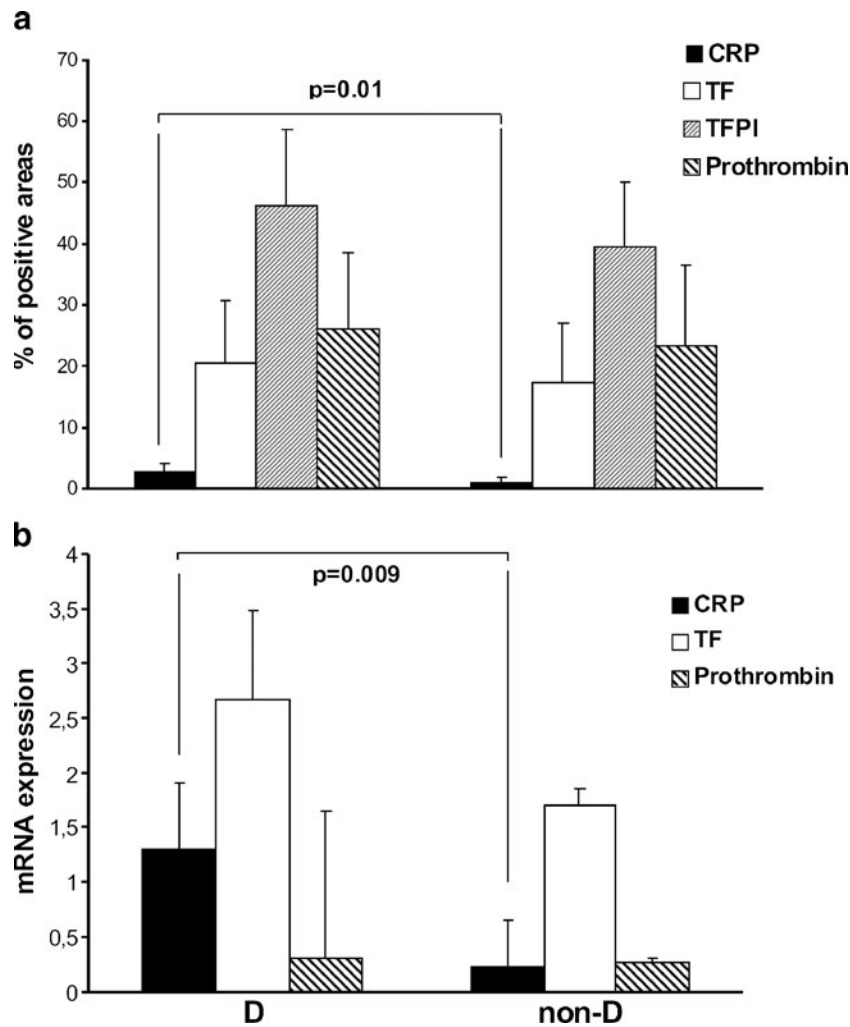 a
70
60
50
40
30
20
10
0
% of positive areas
p=0.01
CRP
TF
TFPI
Prothrombin
b
4
3,5
3
2,5
2
1,5
1
0,5
0
mRNA expression
p=0.009
CRP
TF
Prothrombin
D non-D